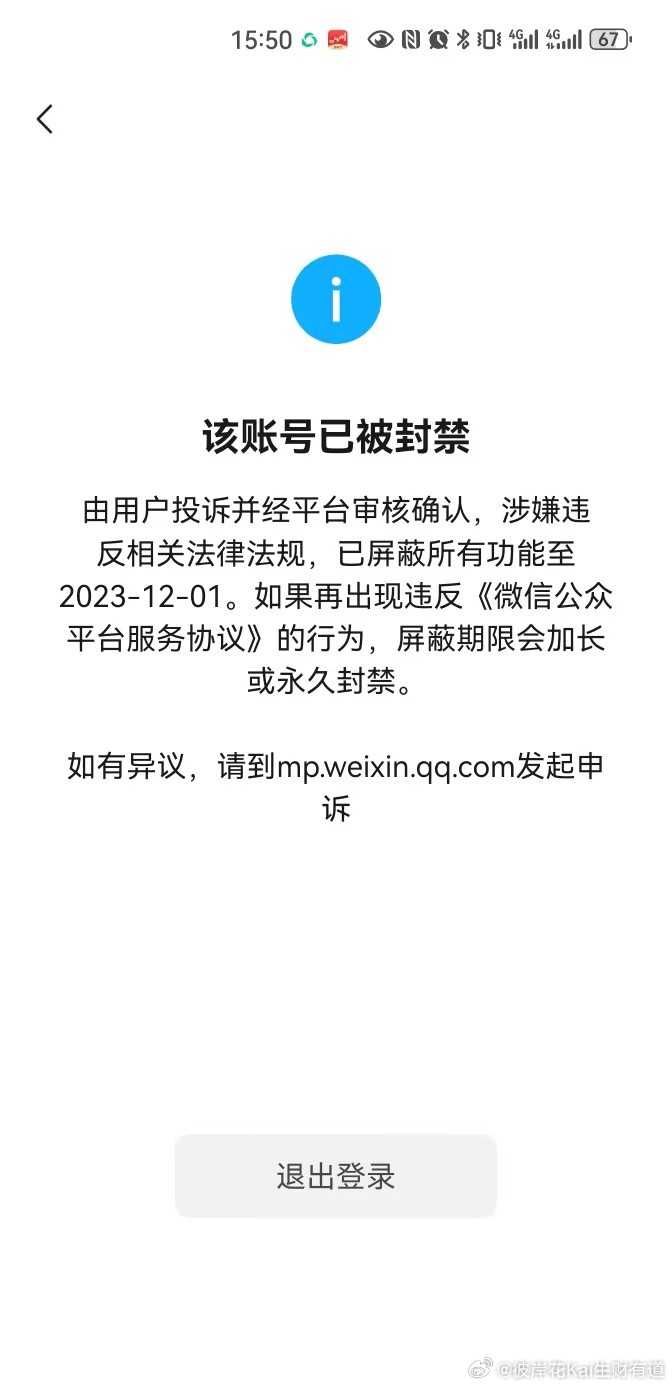 15:50
4G 4G 67
该账号已被封禁
由用户投诉并经平台审核确认，涉嫌违
反相关法律法规，已屏蔽所有功能至
2023-12-01。如果再出现违反《微信公众
平台服务协议》的行为，屏蔽期限会加长
或永久封禁。
如有异议，请到mp.weixin.qq.com发起申
诉
退出登录
@彼岸花Kai生财有道